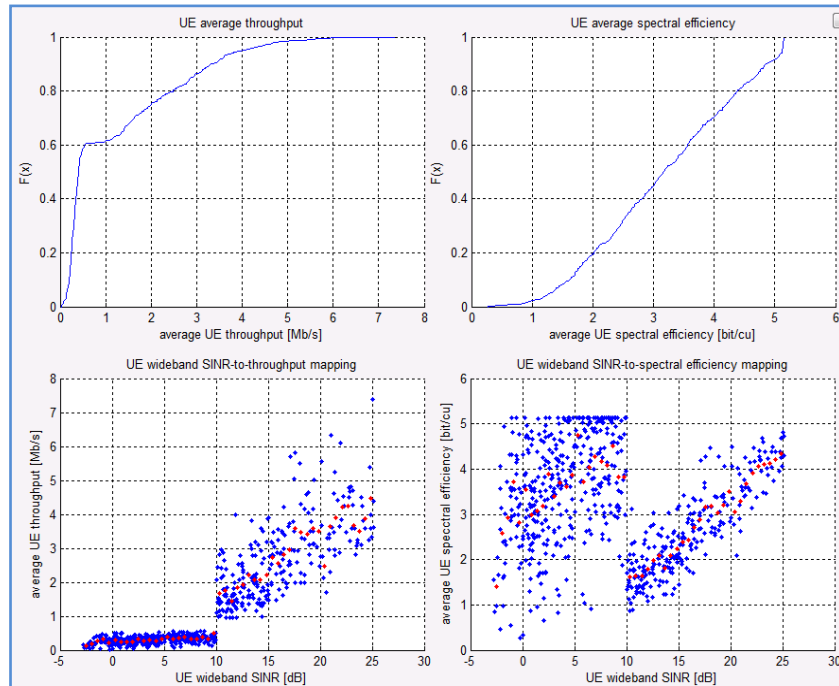 UE average throughput
1
0.8
0.6
0.4
0.2
0
F(x)
0 1 2 3 4 5 6 7 8
average UE throughput [Mb/s]
UE average spectral efficiency
1
0.8
0.6
0.4
0.2
0
F(x)
0 1 2 3 4 5 6
average UE spectral efficiency [bit/cu]
UE wideband SINR-to-throughput mapping
8
7
6
5
4
3
2
1
0
average UE throughput [Mb/s]
-5 0 5 10 15 20 25 30
UE wideband SINR [dB]
UE wideband SINR-to-spectral efficiency mapping
6
5
4
3
2
1
0
average UE specctral efficiency [bit/cu]
-5 0 5 10 15 20 25 30
UE wideband SINR [dB]